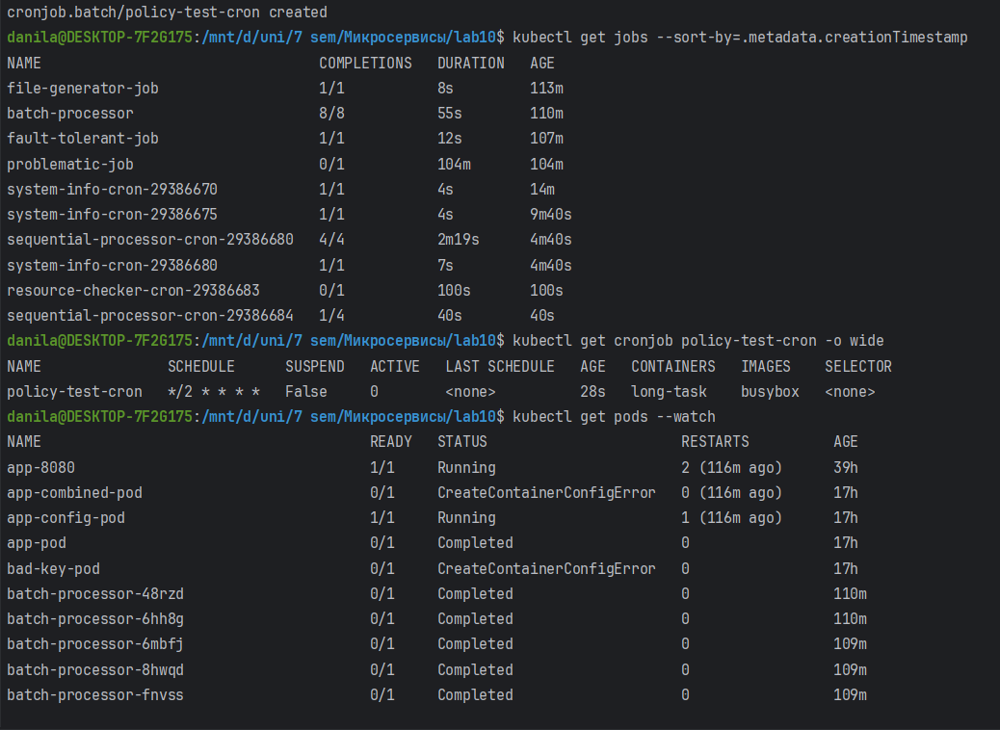 cronjob.batch/policy-test-cron created
danila@DESKTOP-7F2G175:/mnt/d/uni/7 sem/Микросервисы/lab10$ kubectl get jobs --sort-by=.metadata.creationTimestamp
NAME COMPLETIONS DURATION AGE
file-generator-job 1/1 8s 113m
batch-processor 8/8 55s 110m
fault-tolerant-job 1/1 12s 107m
problematic-job 0/1 104m 104m
system-info-cron-29386670 1/1 4s 14m
system-info-cron-29386675 1/1 4s 9m40s
sequential-processor-cron-29386680 4/4 2m19s 4m40s
system-info-cron-29386680 1/1 7s 4m40s
resource-checker-cron-29386683 0/1 100s 100s
sequential-processor-cron-29386684 1/4 40s 40s
danila@DESKTOP-7F2G175:/mnt/d/uni/7 sem/Микросервисы/lab10$ kubectl get cronjob policy-test-cron -o wide
NAME SCHEDULE SUSPEND ACTIVE LAST SCHEDULE AGE CONTAINERS IMAGES SELECTOR
policy-test-cron */2 * * * * False 0 <none> 28s long-task busybox <none>
danila@DESKTOP-7F2G175:/mnt/d/uni/7 sem/Микросервисы/lab10$ kubectl get pods --watch
NAME READY STATUS RESTARTS AGE
app-8080 1/1 Running 2 (116m ago) 39h
app-combined-pod 0/1 CreateContainerConfigError 0 (116m ago) 17h
app-config-pod 1/1 Running 1 (116m ago) 17h
app-pod 0/1 Completed 0 17h
bad-key-pod 0/1 CreateContainerConfigError 0 17h
batch-processor-48rzd 0/1 Completed 0 110m
batch-processor-6hh8g 0/1 Completed 0 110m
batch-processor-6mbfj 0/1 Completed 0 109m
batch-processor-8hwqd 0/1 Completed 0 109m
batch-processor-fnvss 0/1 Completed 0 109m